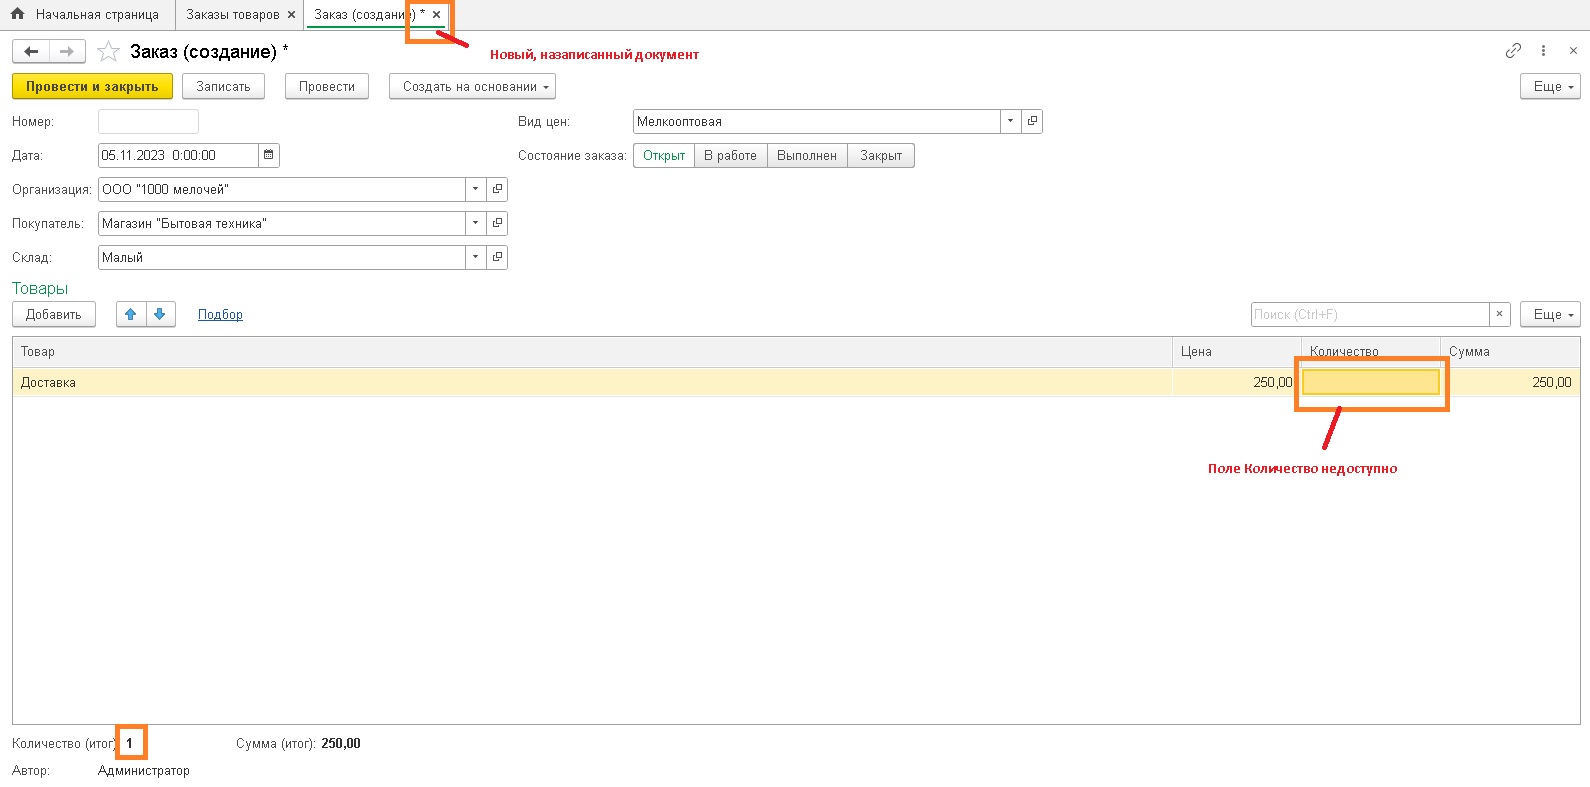 Начальная страница
Заказы товаров ×
Заказ (создание) * ×
Заказ (создание) *
Новый, назаписанный документ
Провести и закрыть
Записать
Провести
Создать на основании
Еще
Номер:
Вид цен: Мелкооптовая
Дата: 05.11.2023 0:00:00
Состояние заказа: Открыт В работе Выполнен Закрыт
Организация: ООО "1000 мелочей"
Покупатель: Магазин "Бытовая техника"
Склад: Малый
Товары
Добавить
Подбор
Поиск (Ctrl+F) ×
Еще
Товар Цена Количество Сумма
Доставка 250,00 250,00
Поле Количество недоступно
Количество (итог 1
Сумма (итог): 250,00
Автор: Администратор